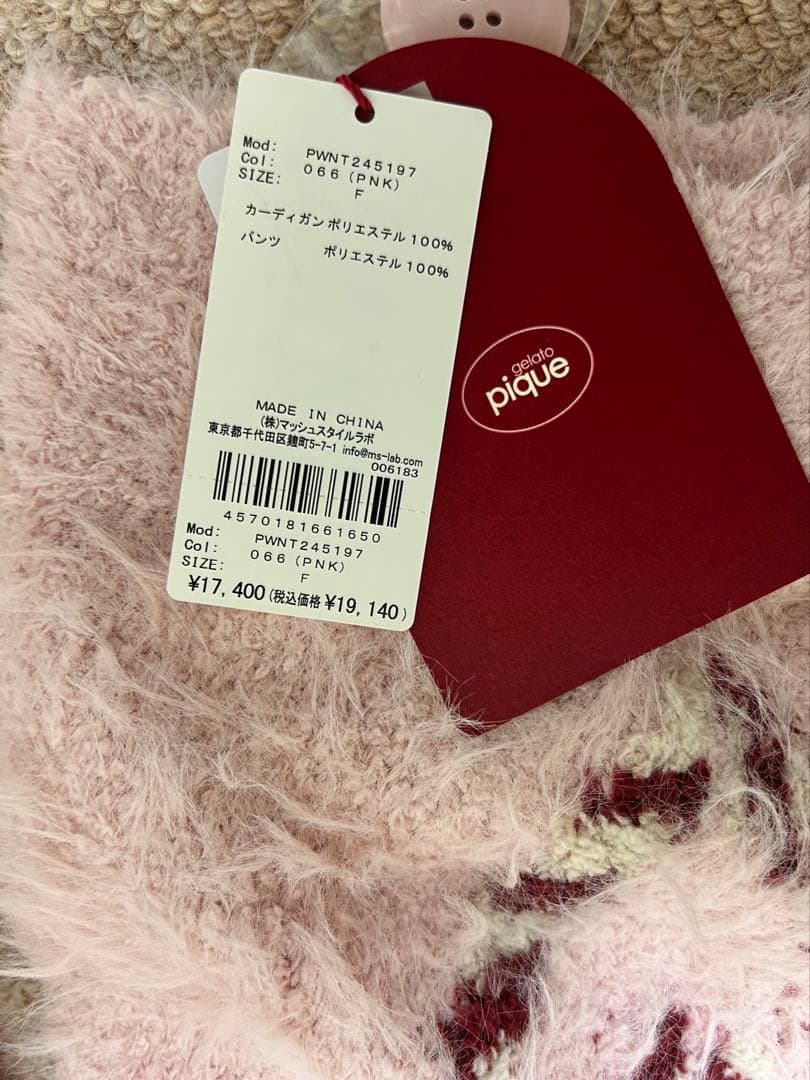 Mod: PWNT245197
Col: 066 (PNK)
SIZE: F
カーディガン ポリエステル 100%
パンツ ポリエステル 100%
MADE IN CHINA
(株)マッシュスタイルラボ
東京都千代田区麹町5-7-1 info@ms-lab.com
006183
4570181661650
Mod: PWNT245197
Col: 066 (PNK)
SIZE: F
¥17,400(税込価格 ¥19,140)
gelato
pique